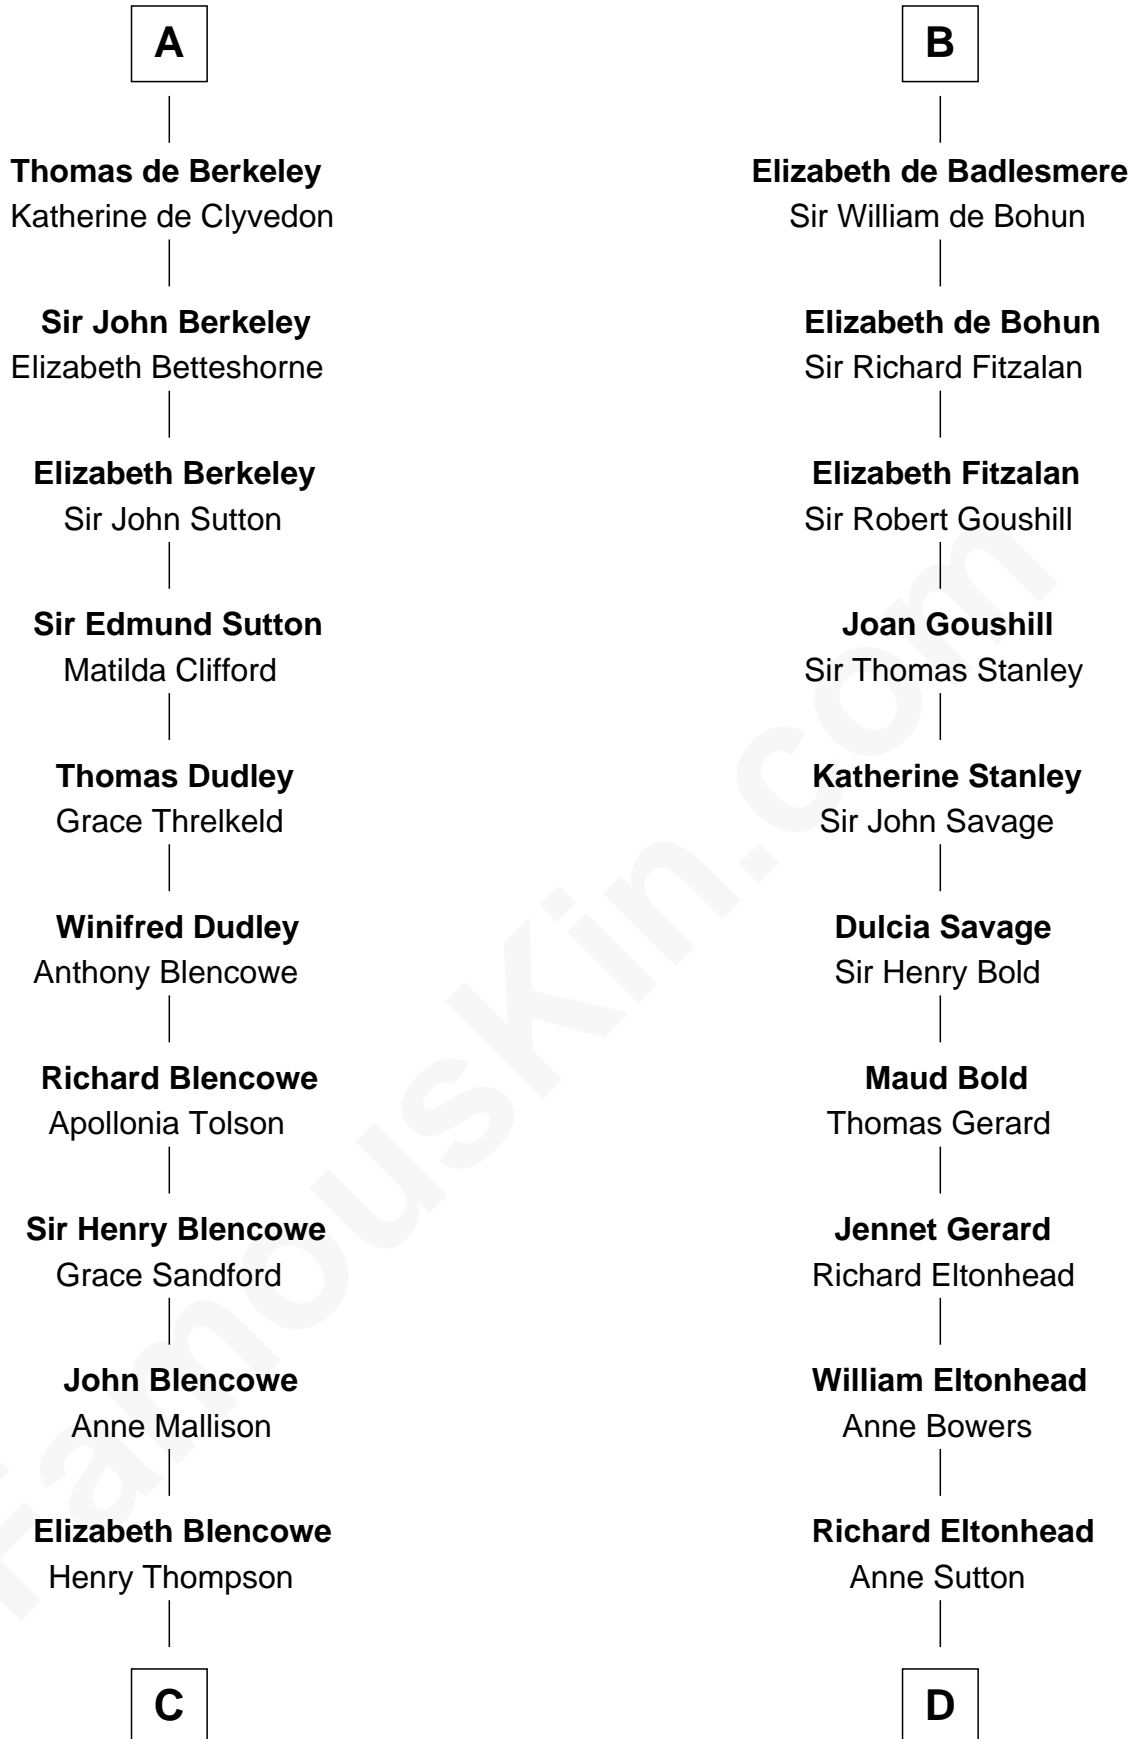 A
Thomas de Berkeley
Katherine de Clyvedon
Sir John Berkeley
Elizabeth Betteshorne
Elizabeth Berkeley
Sir John Sutton
Sir Edmund Sutton
Matilda Clifford
Thomas Dudley
Grace Threlkeld
Winifred Dudley
Anthony Blencowe
Richard Blencowe
Apollonia Tolson
Sir Henry Blencowe
Grace Sandford
John Blencowe
Anne Mallison
Elizabeth Blencowe
Henry Thompson
C
B
Elizabeth de Badlesmere
Sir William de Bohun
Elizabeth de Bohun
Sir Richard Fitzalan
Elizabeth Fitzalan
Sir Robert Goushill
Joan Goushill
Sir Thomas Stanley
Katherine Stanley
Sir John Savage
Dulcia Savage
Sir Henry Bold
Maud Bold
Thomas Gerard
Jennet Gerard
Richard Eltonhead
William Eltonhead
Anne Bowers
Richard Eltonhead
Anne Sutton
D
FamousKin.com